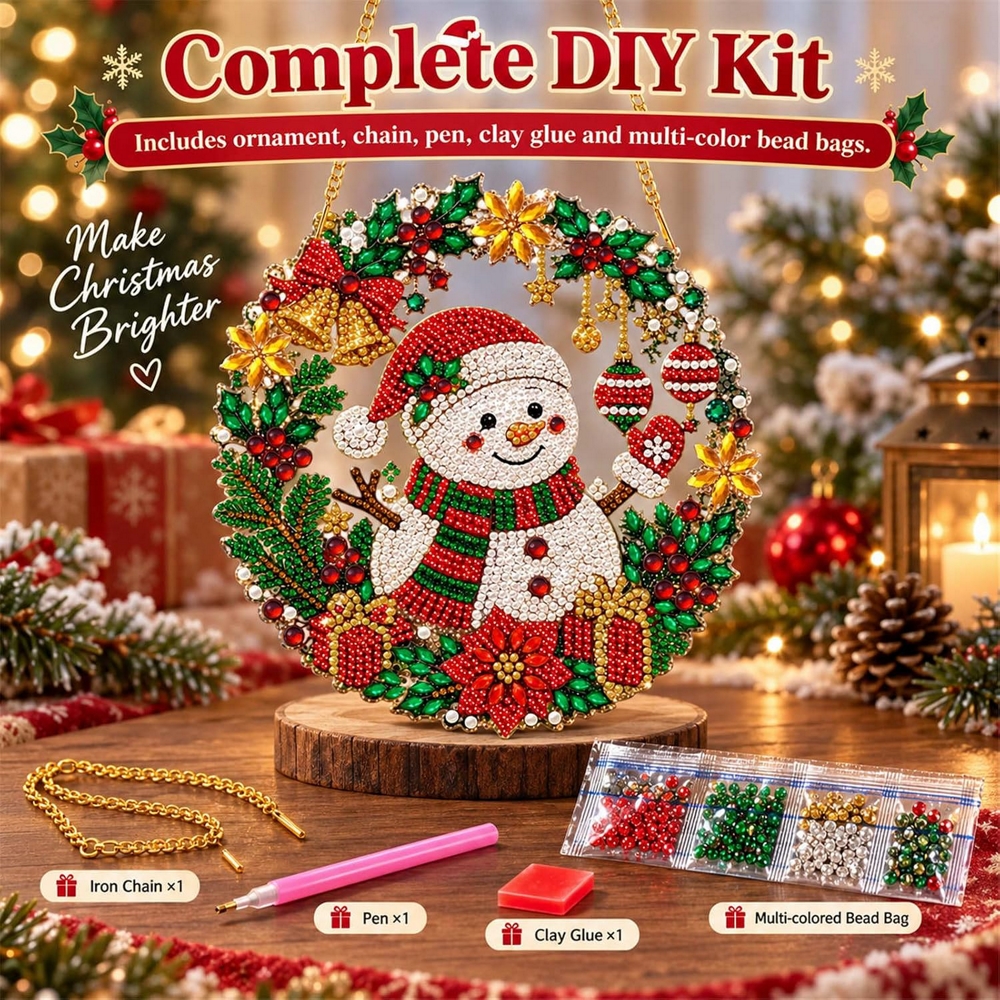 Complete DIY Kit
Includes ornament, chain, pen, clay glue and multi-color bead bags.
Make
Christmas
Brighter
Iron Chain ×1
Pen ×1
Clay Glue ×1
Multi-colored Bead Bag